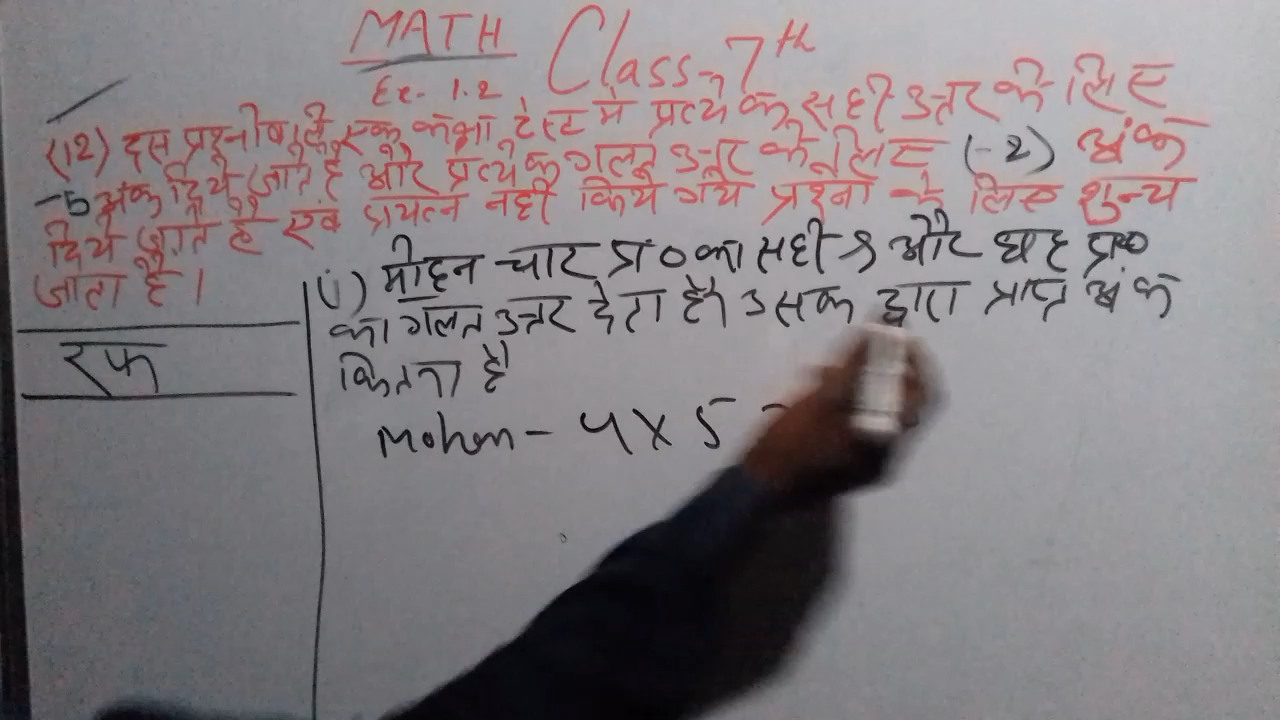 MATH Class-7th
Ex- 1.2
(12) दस प्रश्नो वाले एक कक्षा टेस्ट में प्रत्येक सही उत्तर के लिए
5 अंक दिये जाते है और प्रत्येक गलत उत्तर के लिए (-2) अंक
दिये जाते है एवं प्रायत्न नही किये गये प्रश्नो के लिए शुन्य
जाता है।
(i) मोहन चार प्र० का सही और छह प्र०
का गलत उत्तर देता है। उसके द्वारा प्राप्त अंक
कितना है
रफ
Mohan - 4 X 5